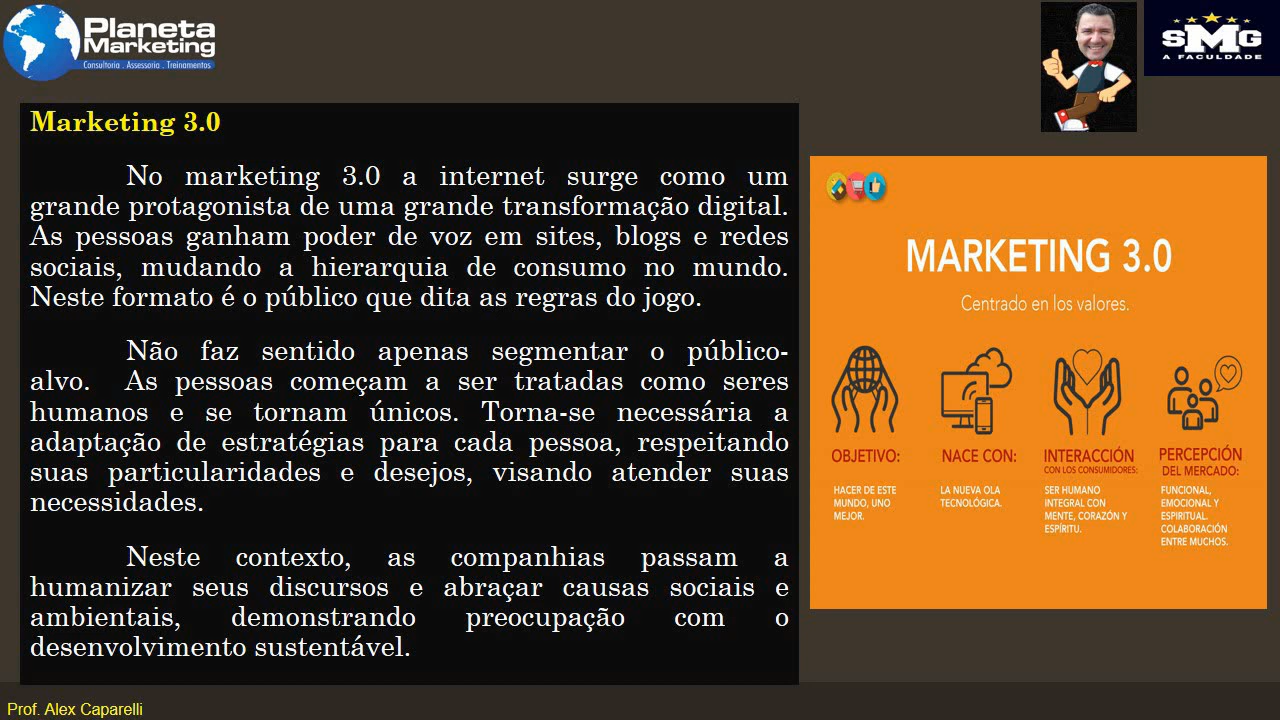 Planeta
Marketing
Consultoria . Assessoria . Treinamentos
SMG
A FACULDADE
Marketing 3.0
No marketing 3.0 a internet surge como um
grande protagonista de uma grande transformação digital.
As pessoas ganham poder de voz em sites, blogs e redes
sociais, mudando a hierarquia de consumo no mundo.
Neste formato é o público que dita as regras do jogo.
Não faz sentido apenas segmentar o público-
alvo. As pessoas começam a ser tratadas como seres
humanos e se tornam únicos. Torna-se necessária a
adaptação de estratégias para cada pessoa, respeitando
suas particularidades e desejos, visando atender suas
necessidades.
Neste contexto, as companhias passam a
humanizar seus discursos e abraçar causas sociais e
ambientais, demonstrando preocupação com o
desenvolvimento sustentável.
MARKETING 3.0
Centrado en los valores.
OBJETIVO:
HACER DE ESTE
MUNDO, UNO
MEJOR.
NACE CON:
LA NUEVA OLA
TECNOLÓGICA.
INTERACCIÓN
CON LOS CONSUMIDORES:
SER HUMANO
INTEGRAL CON
MENTE, CORAZÓN Y
ESPÍRITU.
PERCEPCIÓN
DEL MERCADO:
FUNCIONAL,
EMOCIONAL Y
ESPIRITUAL.
COLABORACIÓN
ENTRE MUCHOS.
Prof. Alex Caparelli